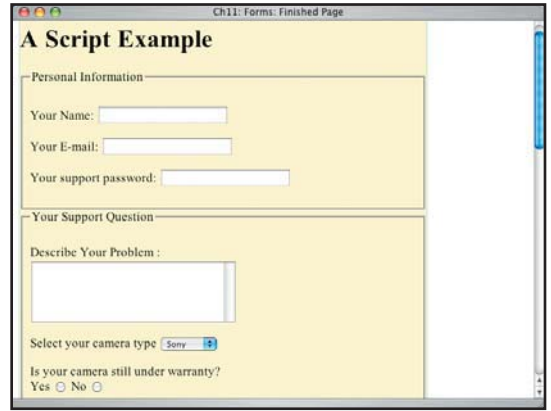 Ch11: Forms: Finished Page
A Script Example
Personal Information
Your Name:
Your E-mail:
Your support password:
Your Support Question
Describe Your Problem :
Select your camera type Sony
Is your camera still under warranty?
Yes No